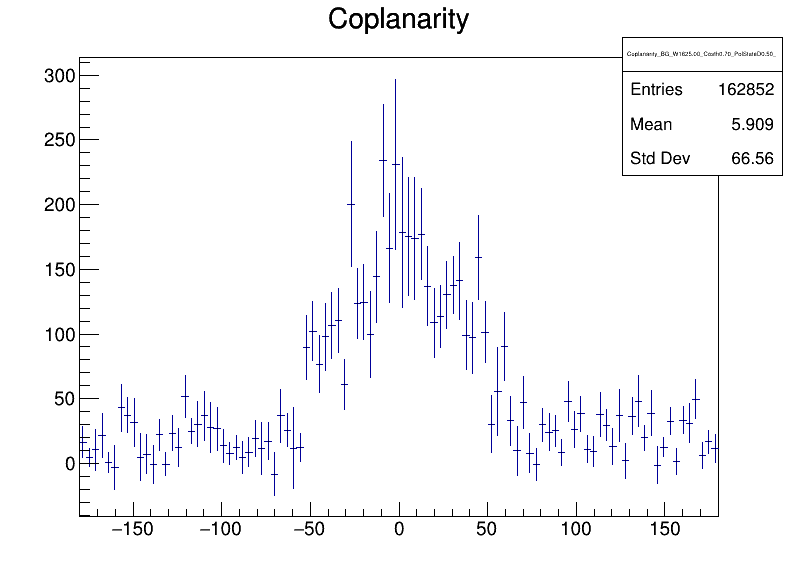 Coplanarity
Coplanarity_BG_W1625.00_Costh0.70_PolStateD0.50_
Entries 162852
Mean 5.909
Std Dev 66.56
300
250
200
150
100
50
0
−150 −100 −50 0 50 100 150